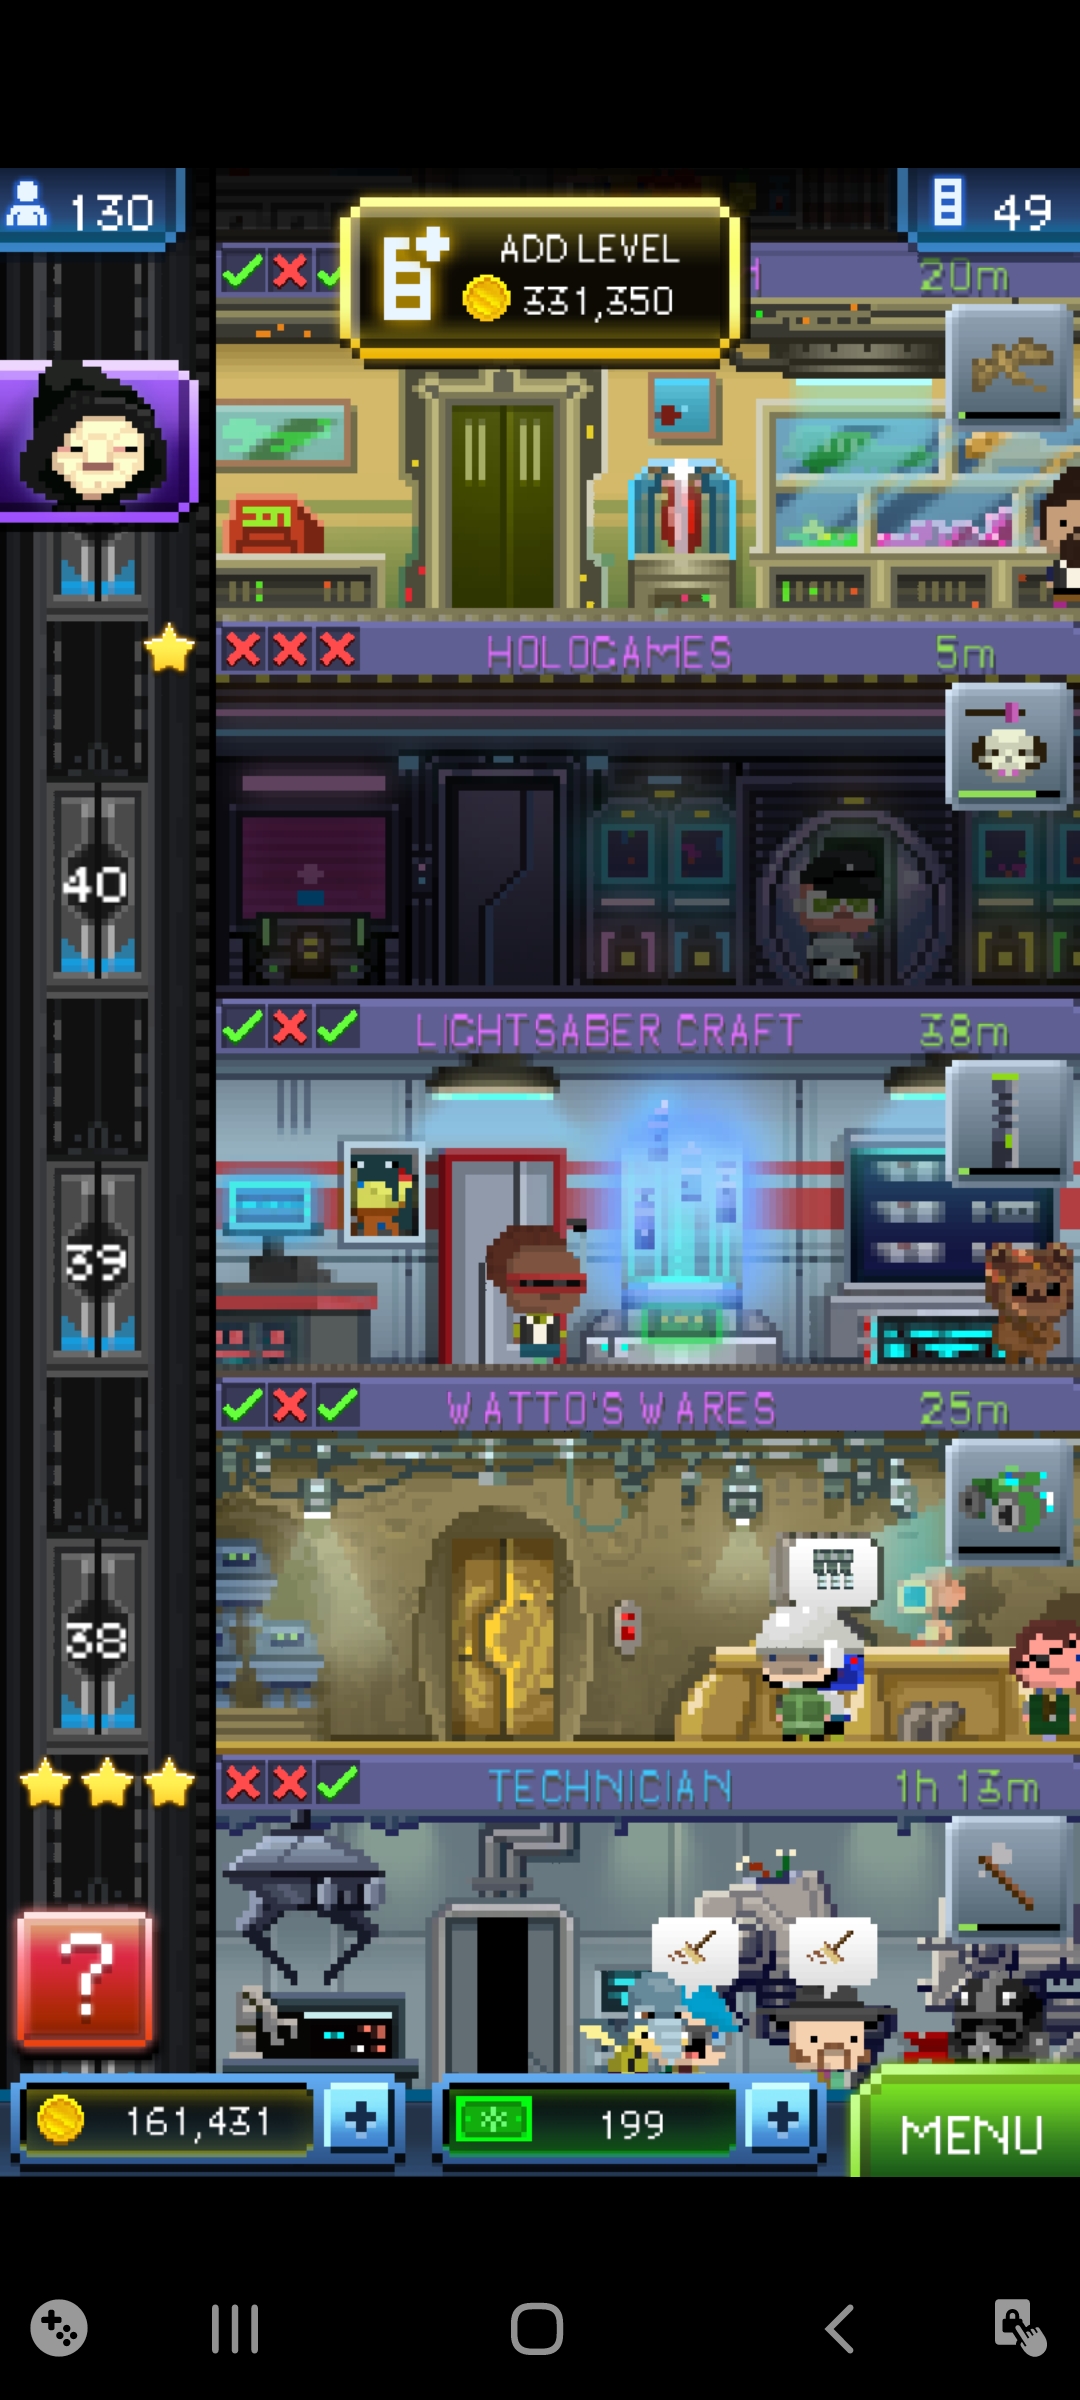 130
49
ADD LEVEL
331,350
H 20m
HOLOGAMES 5m
40
LIGHTSABER CRAFT 38m
39
WATTO'S WARES 25m
38
TECHNICIAN 1h 13m
?
161,431
199
MENU